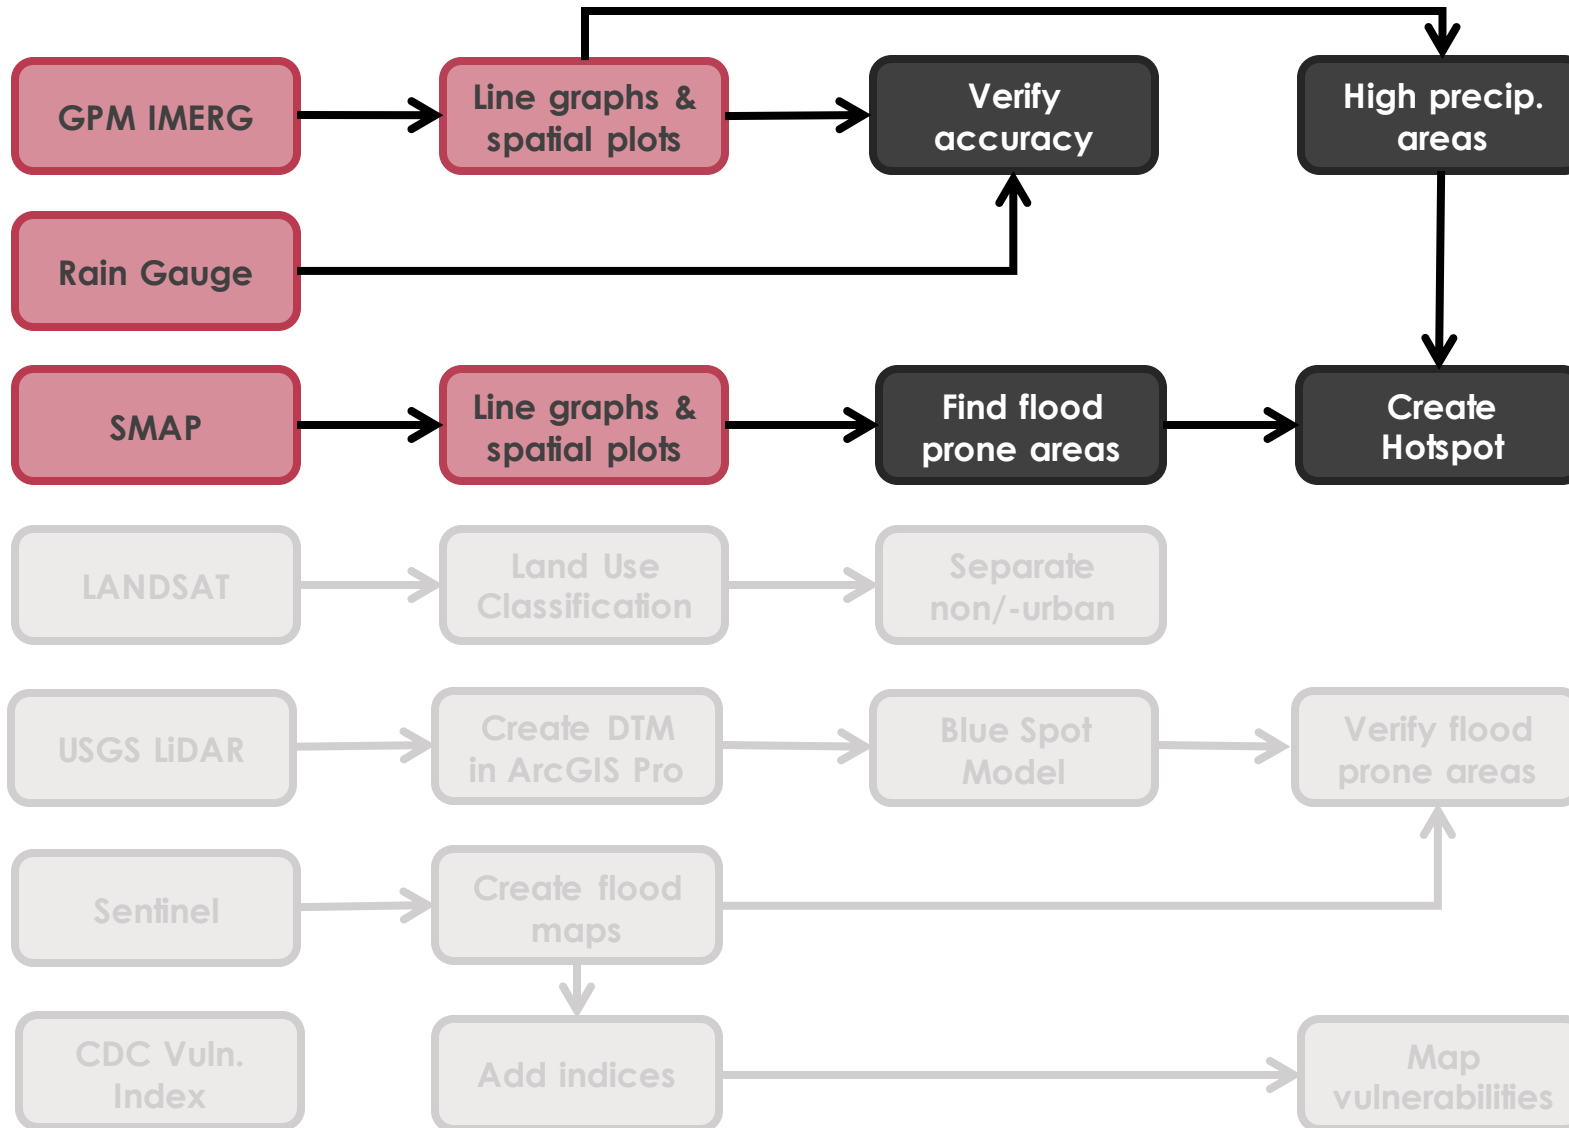 GPM IMERG
Line graphs &
spatial plots
Verify
accuracy
High precip.
areas
Rain Gauge
SMAP
Line graphs &
spatial plots
Find flood
prone areas
Create
Hotspot
LANDSAT
Land Use
Classification
Separate
non/-urban
USGS LiDAR
Create DTM
in ArcGIS Pro
Blue Spot
Model
Verify flood
prone areas
Sentinel
Create flood
maps
CDC Vuln.
Index
Add indices
Map
vulnerabilities